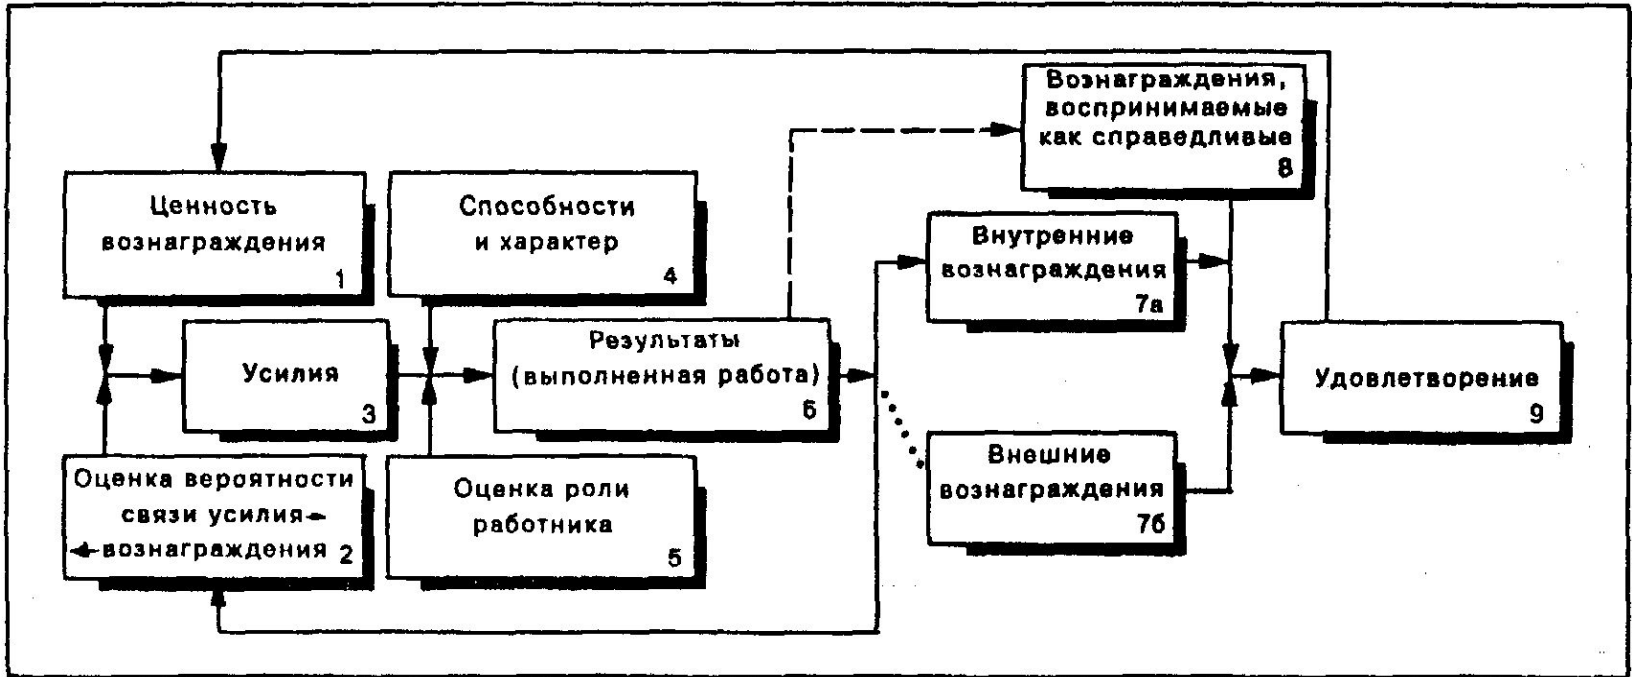 Ценность
вознаграждения
1
Способности
и характер
4
Вознаграждения,
воспринимаемые
как справедливые
8
Внутренние
вознаграждения
7а
Усилия
3
Результаты
(выполненная работа)
6
Удовлетворение
9
Оценка вероятности
связи усилия-
-вознаграждения 2
Оценка роли
работника
5
Внешние
вознаграждения
7б